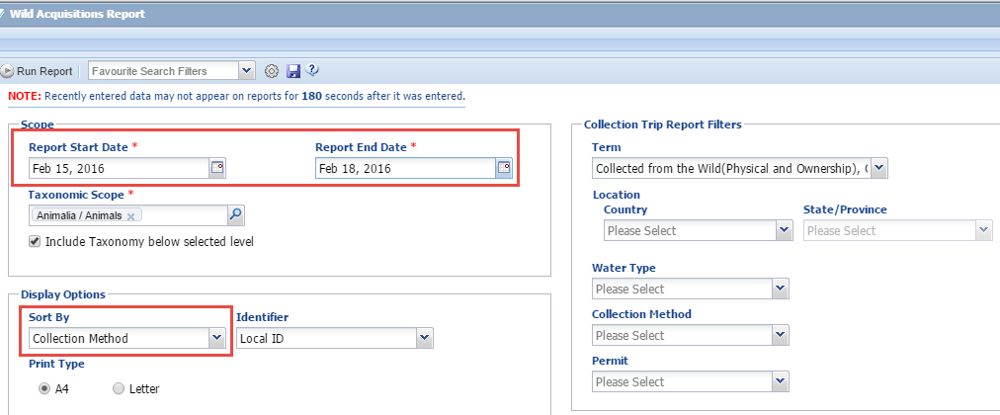 Wild Acquisitions Report
Run Report
Favourite Search Filters
NOTE: Recently entered data may not appear on reports for 180 seconds after it was entered.
Scope
Report Start Date * Report End Date *
Feb 15, 2016 Feb 18, 2016
Taxonomic Scope *
Animalia / Animals
Include Taxonomy below selected level
Display Options
Sort By Identifier
Collection Method Local ID
Print Type
A4 Letter
Collection Trip Report Filters
Term
Collected from the Wild(Physical and Ownership), C
Location
Country State/Province
Please Select Please Select
Water Type
Please Select
Collection Method
Please Select
Permit
Please Select